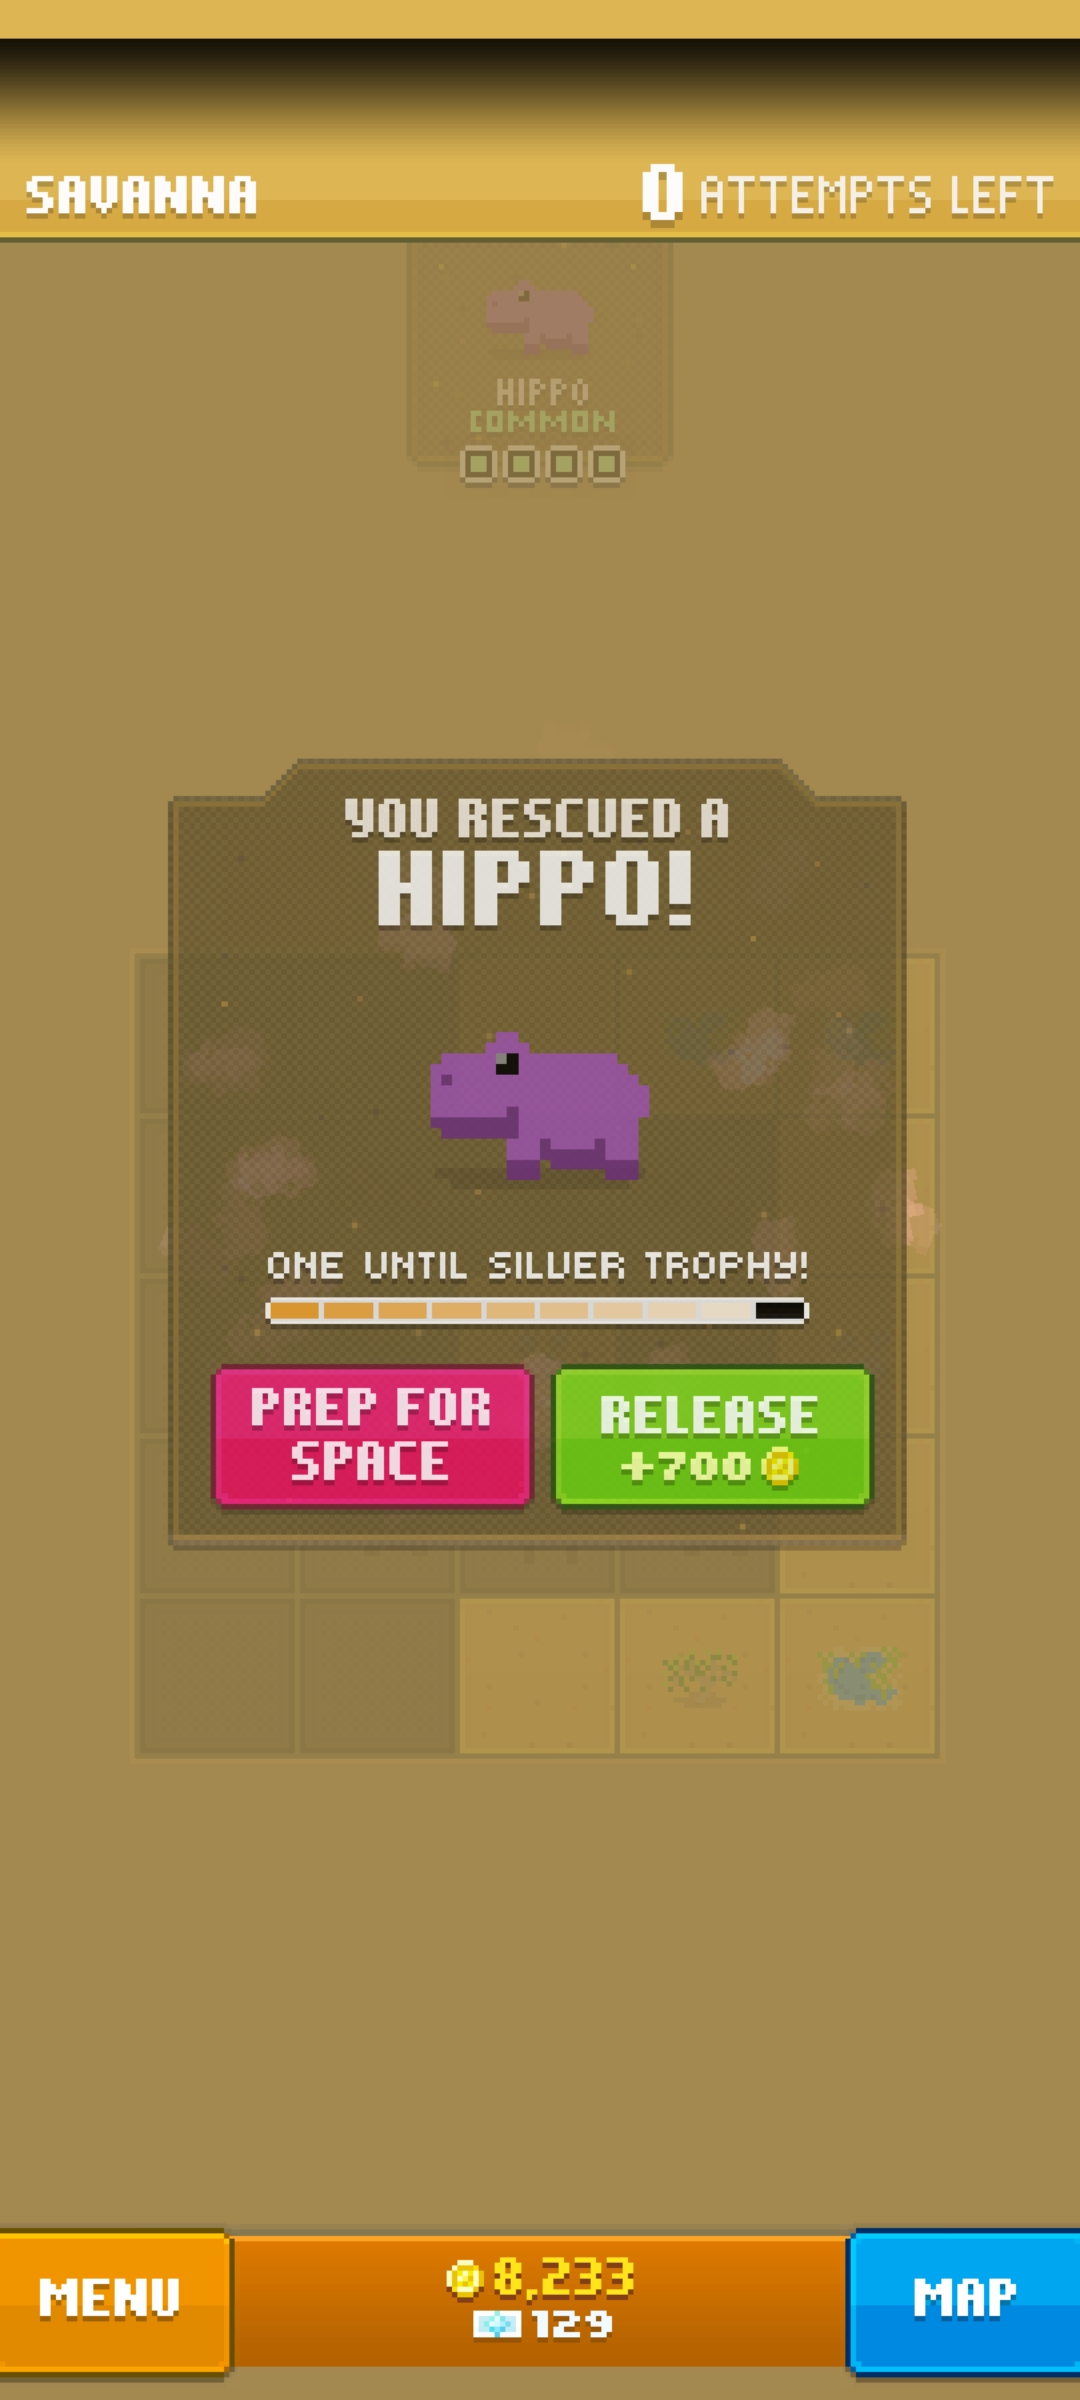 SAVANNA
0 ATTEMPTS LEFT
HIPPO
COMMON
YOU RESCUED A
HIPPO!
ONE UNTIL SILVER TROPHY!
PREP FOR
SPACE
RELEASE
+700
MENU
8,233
129
MAP